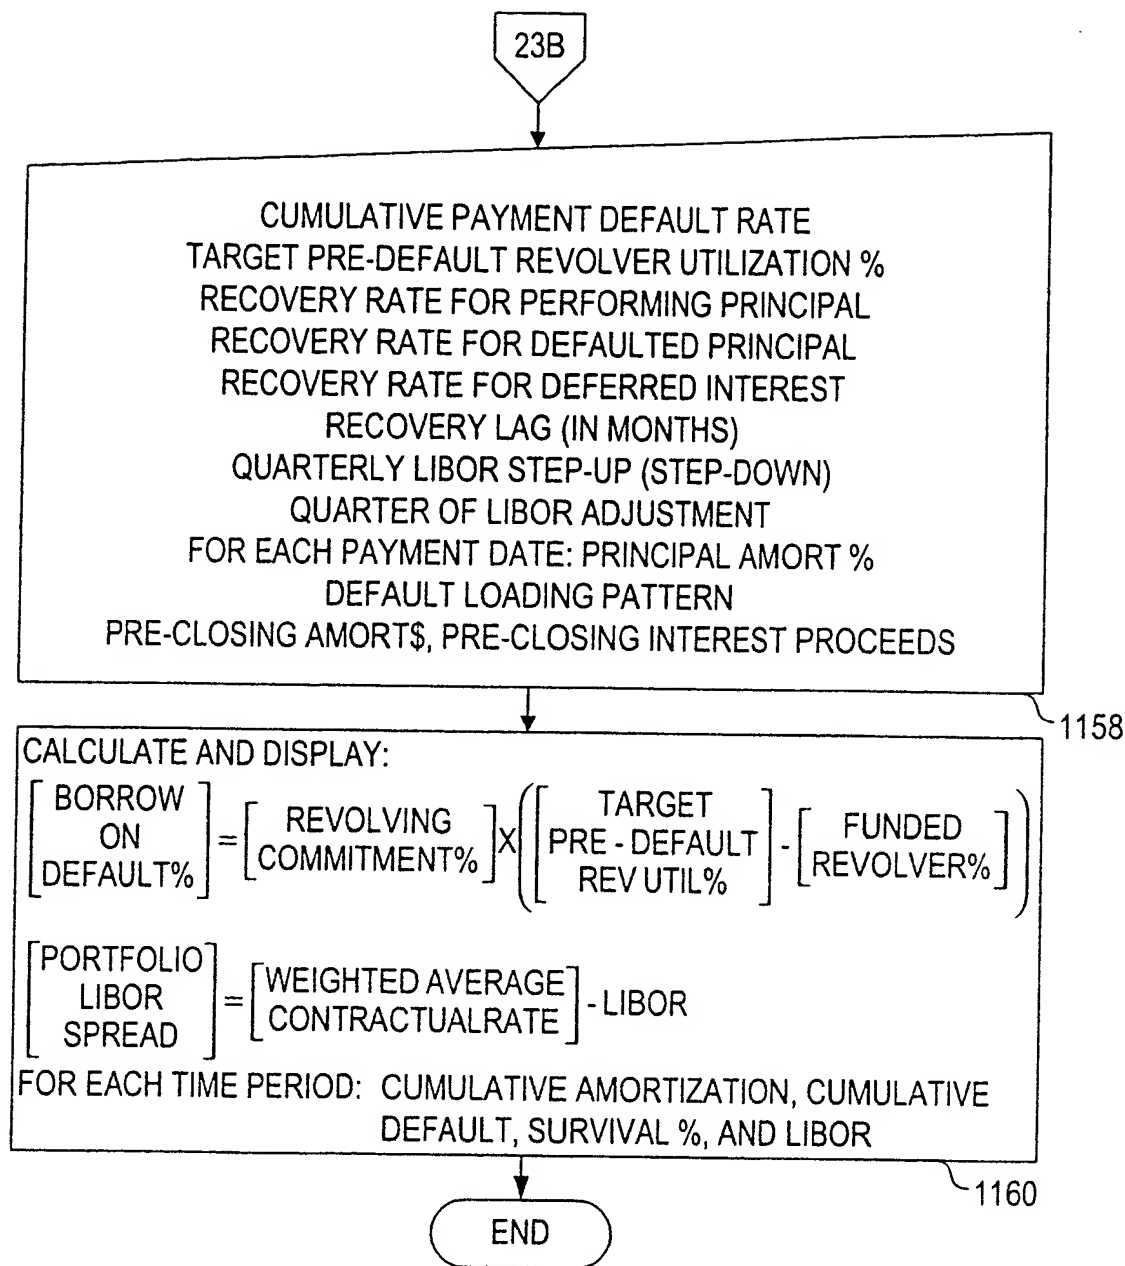 23B
CUMULATIVE PAYMENT DEFAULT RATE
TARGET PRE-DEFAULT REVOLVER UTILIZATION %
RECOVERY RATE FOR PERFORMING PRINCIPAL
RECOVERY RATE FOR DEFAULTED PRINCIPAL
RECOVERY RATE FOR DEFERRED INTEREST
RECOVERY LAG (IN MONTHS)
QUARTERLY LIBOR STEP-UP (STEP-DOWN)
QUARTER OF LIBOR ADJUSTMENT
FOR EACH PAYMENT DATE: PRINCIPAL AMORT %
DEFAULT LOADING PATTERN
PRE-CLOSING AMORT$, PRE-CLOSING INTEREST PROCEEDS
1158
CALCULATE AND DISPLAY:
[BORROW ON DEFAULT%] = [REVOLVING COMMITMENT%] X ([TARGET PRE - DEFAULT REV UTIL%] - [FUNDED REVOLVER%])
[PORTFOLIO LIBOR SPREAD] = [WEIGHTED AVERAGE CONTRACTUALRATE] - LIBOR
FOR EACH TIME PERIOD: CUMULATIVE AMORTIZATION, CUMULATIVE
DEFAULT, SURVIVAL %, AND LIBOR
1160
END